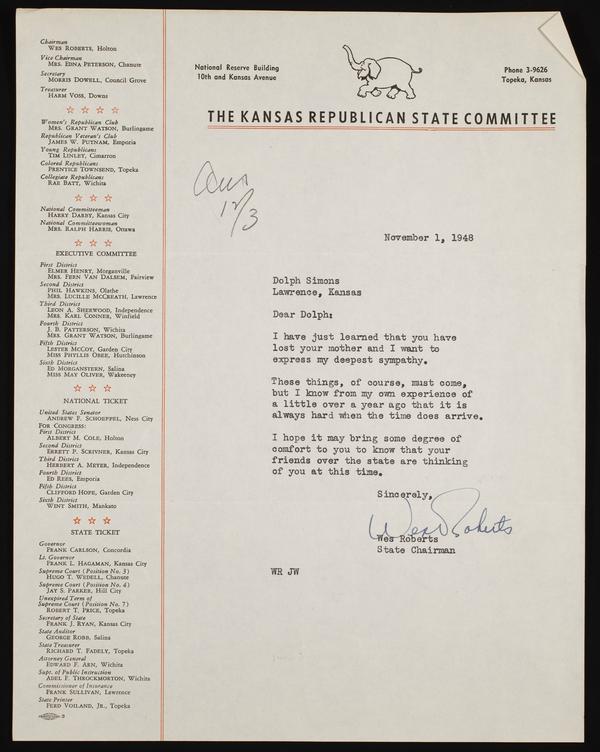 Chairman
WES ROBERTS, Holton
Vice Chairman
MRS. EDNA PETERSON, Chanute
Secretary
MORRIS DOWELL, Council Grove
Treasurer
HARM VOSS, Downs
Women's Republican Club
MRS. GRANT WATSON, Burlingame
Republican Veteran's Club
JAMES W. PUTNAM, Emporia
Young Republicans
TIM LINLEY, Cimarron
Colored Republicans
PRENTICE TOWNSEND, Topeka
Collegiate Republicans
RAE BATT, Wichita
National Committeeman
HARRY DARBY, Kansas City
National Committeewoman
MRS. RALPH HARRIS, Ottawa
EXECUTIVE COMMITTEE
First District
ELMER HENRY, Morganville
MRS. FERN VAN DALSEM, Fairview
Second District
PHIL HAWKINS, Olathe
MRS. LUCILLE MCCREATH, Lawrence
Third District
LEON A. SHERWOOD, Independence
MRS. KARL CONNER, Winfield
Fourth District
J. B. PATTERSON, Wichita
MRS. GRANT WATSON, Burlingame
Fifth District
LESTER MCCOY, Garden City
MISS PHYLLIS OBEE, Hutchinson
Sixth District
ED MORGANSTERN, Salina
MISS MAY OLIVER, Wakeeney
NATIONAL TICKET
United States Senator
ANDREW F. SCHOEPPEL, Ness City
FOR CONGRESS:
First District
ALBERT M. COLE, Holton
Second District
ERRETT P. SCRIVNER, Kansas City
Third District
HERBERT A. MEYER, Independence
Fourth District
ED REES, Emporia
Fifth District
CLIFFORD HOPE, Garden City
Sixth District
WINT SMITH, Mankato
STATE TICKET
Governor
FRANK CARLSON, Concordia
Lt. Governor
FRANK L. HAGAMAN, Kansas City
Supreme Court (Position No. 3)
HUGO T. WEDELL, Chanute
Supreme Court (Position No. 4)
JAY S. PARKER, Hill City
Unexpired Term of
Supreme Court (Position No. 7)
ROBERT T. PRICE, Topeka
Secretary of State
FRANK J. RYAN, Kansas City
State Auditor
GEORGE ROBB, Salina
State Treasurer
RICHARD T. FADELY, Topeka
Attorney General
EDWARD F. ARN, Wichita
Supt. of Public Instruction
ADEL F. THROCKMORTON, Wichita
Commissioner of Insurance
FRANK SULLIVAN, Lawrence
State Printer
FERD VOILAND, JR., Topeka
3
National Reserve Building
10th and Kansas Avenue
Phone 3-9626
Topeka, Kansas
THE KANSAS REPUBLICAN STATE COMMITTEE
Ans
12/3
November 1, 1948
Dolph Simons
Lawrence, Kansas
Dear Dolph:
I have just learned that you have
lost your mother and I want to
express my deepest sympathy.
These things, of course, must come,
but I know from my own experience of
a little over a year ago that it is
always hard when the time does arrive.
I hope it may bring some degree of
comfort to you to know that your
friends over the state are thinking
of you at this time.
Sincerely,
Wes Roberts
Wes Roberts
State Chairman
WR JW